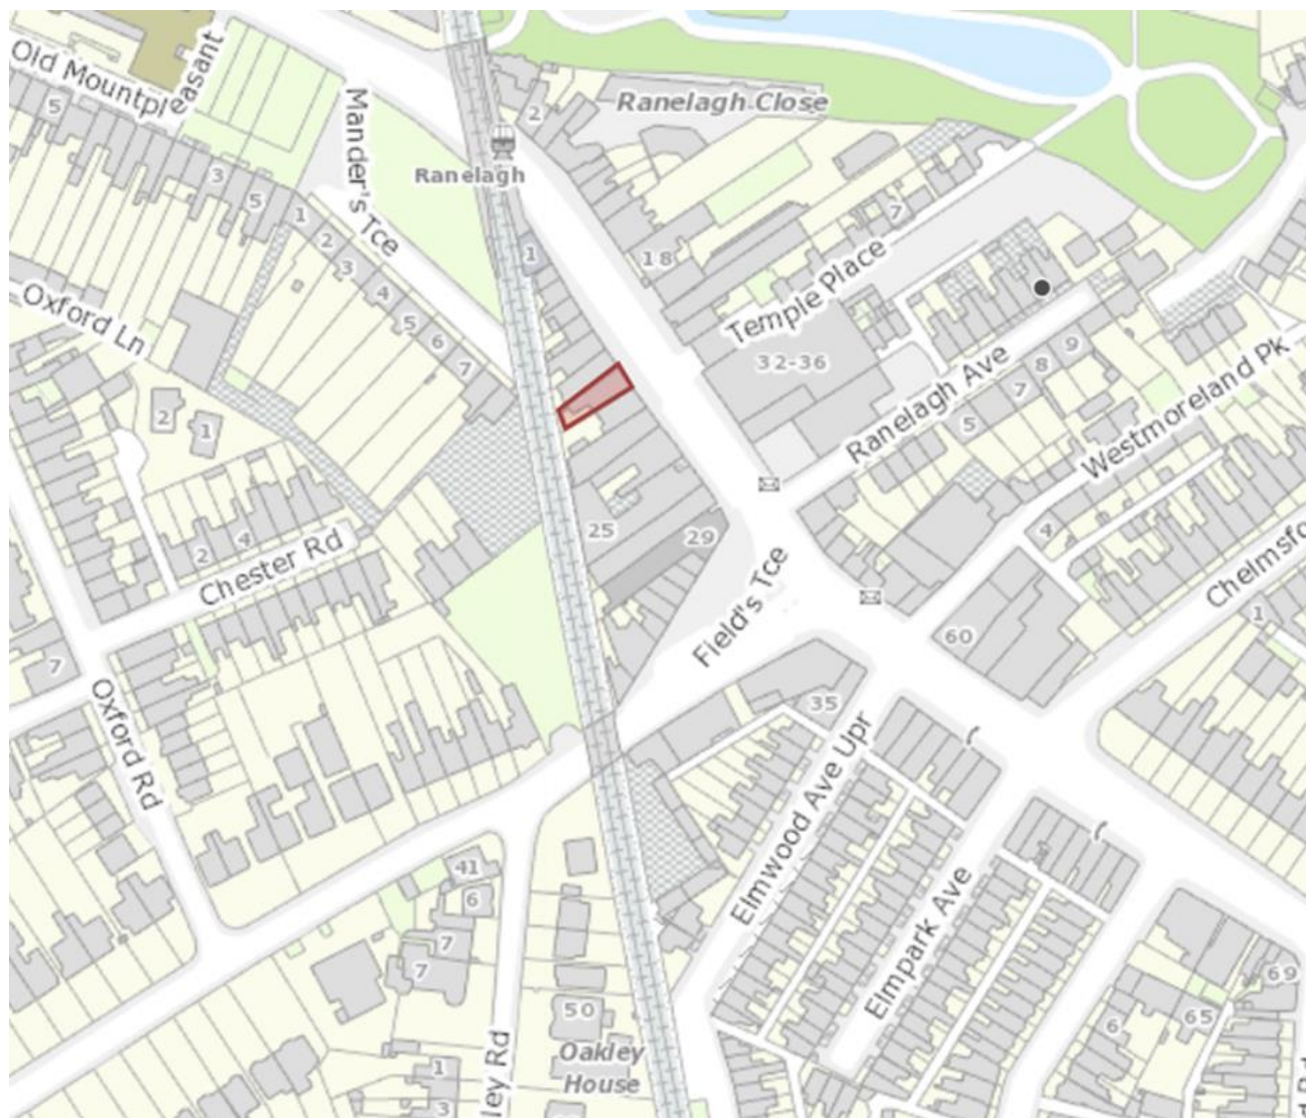 Old Mountpleasant
5
3
5
Mander's Tce
Ranelagh
2
Ranelagh Close
1
18
7
Temple Place
32-36
Oxford Ln
1
2
3
4
5
6
7
2
1
Ranelagh Ave
9
8
7
5
Westmoreland Pk
4
Chelmsfo
1
2
4
Chester Rd
25
29
Field's Tce
60
7
Oxford Rd
35
Elmwood Ave Upr
Elmpark Ave
41
6
7
7
50
Oakley
House
ley Rd
1
3
6
65
69